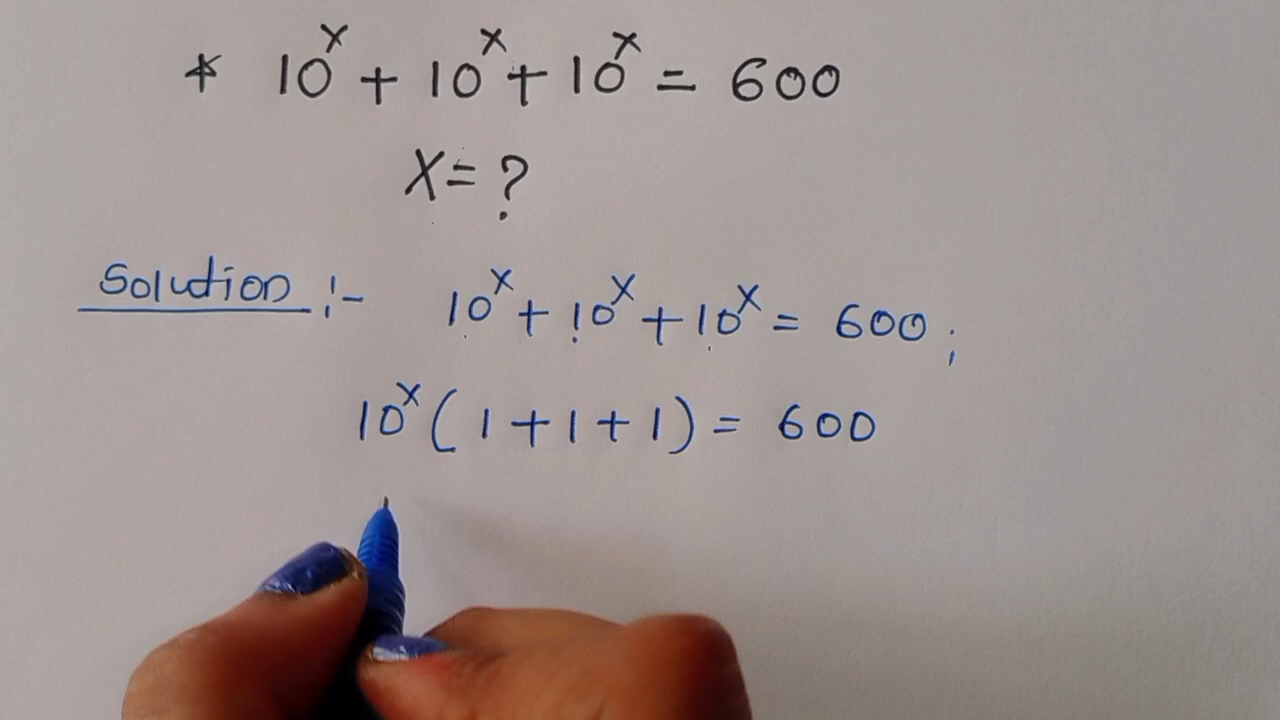 * 10^x + 10^x + 10^x = 600
X = ?
Solution :- 10^x + 10^x + 10^x = 600 ;
10^x ( 1 + 1 + 1 ) = 600